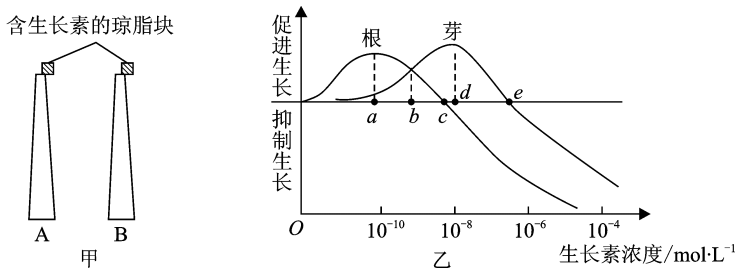 含生长素的琼脂块
A B
甲
促进生长
抑制生长
根 芽
a b c d e
O 10⁻¹⁰ 10⁻⁸ 10⁻⁶ 10⁻⁴
乙 生长素浓度/mol·L⁻¹